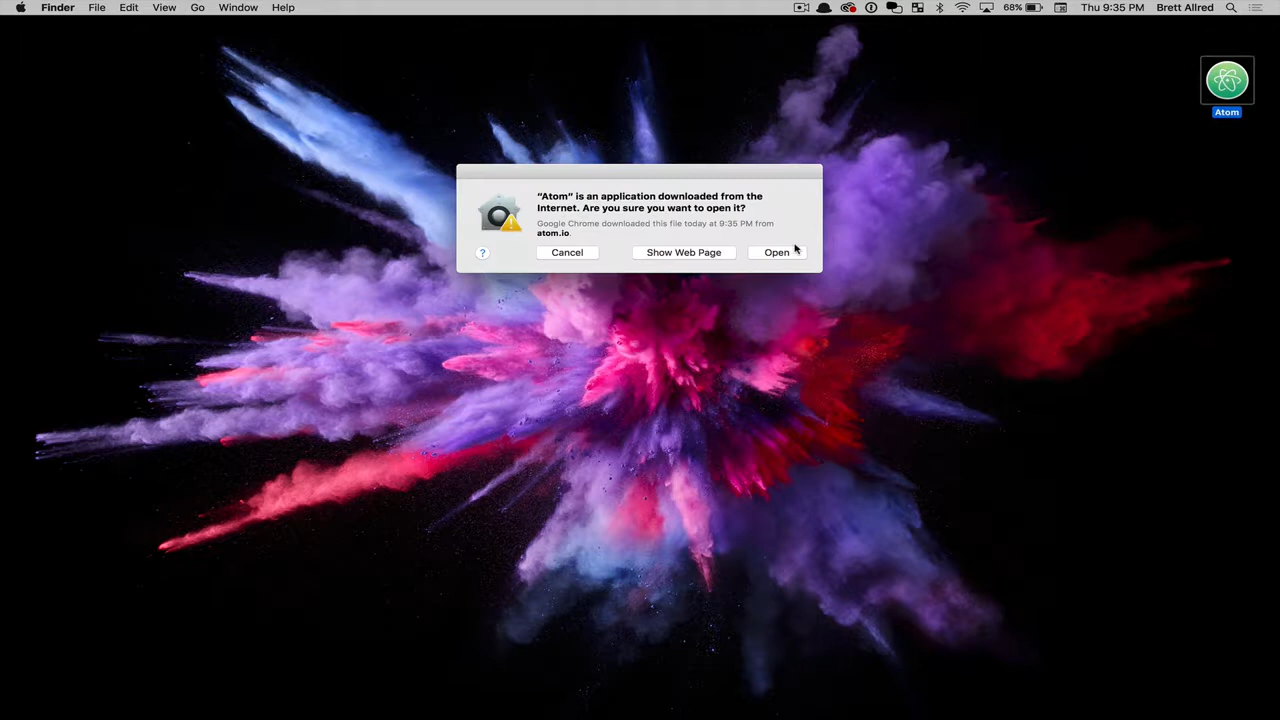 Finder File Edit View Go Window Help 68% Thu 9:35 PM Brett Allred
Atom
“Atom” is an application downloaded from the
Internet. Are you sure you want to open it?
Google Chrome downloaded this file today at 9:35 PM from
atom.io.
? Cancel Show Web Page Open